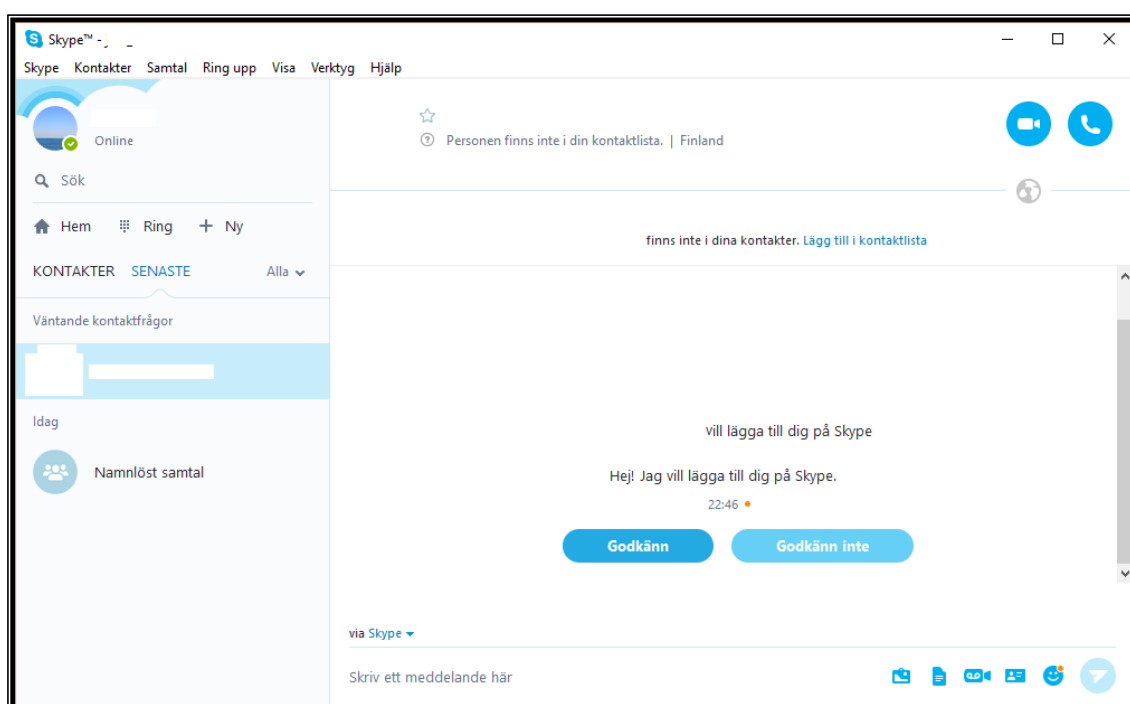 Skype™ -
Skype Kontakter Samtal Ring upp Visa Verktyg Hjälp
Online
Sök
Hem Ring Ny
KONTAKTER SENASTE Alla
Väntande kontaktfrågor
Idag
Namnlöst samtal
Personen finns inte i din kontaktlista. | Finland
finns inte i dina kontakter. Lägg till i kontaktlista
vill lägga till dig på Skype
Hej! Jag vill lägga till dig på Skype.
22:46
Godkänn Godkänn inte
via Skype
Skriv ett meddelande här